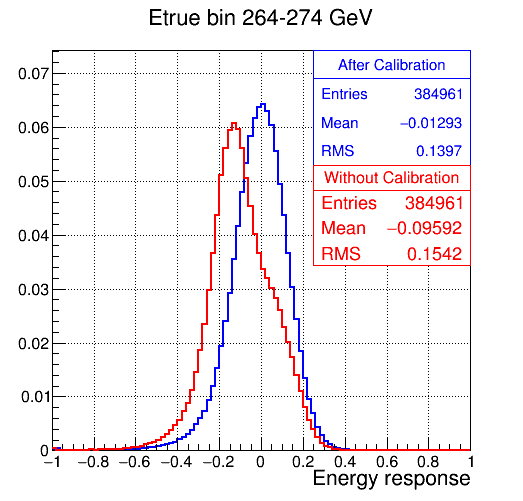 Etrue bin 264-274 GeV
After Calibration
Entries 384961
Mean −0.01293
RMS 0.1397
Without Calibration
Entries 384961
Mean −0.09592
RMS 0.1542
0.07
0.06
0.05
0.04
0.03
0.02
0.01
0
−1 −0.8 −0.6 −0.4 −0.2 0 0.2 0.4 0.6 0.8 1
Energy response